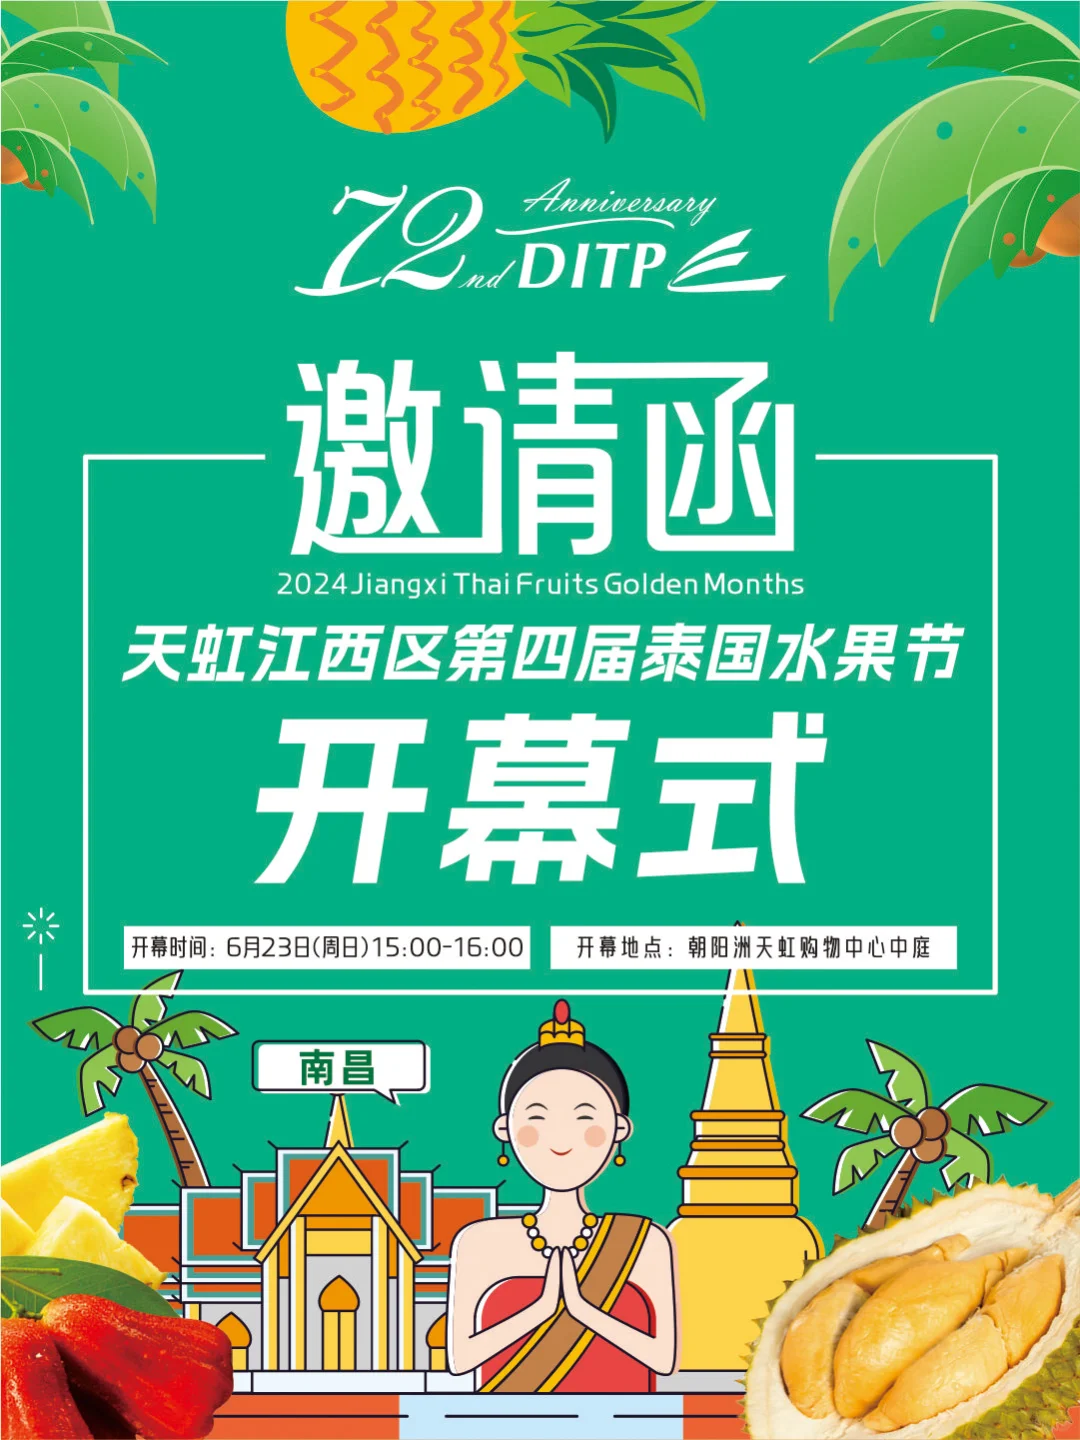 72nd Anniversary
DITP
邀请函
2024 Jiangxi Thai Fruits Golden Months
天虹江西区第四届泰国水果节
开幕式
开幕时间：6月23日(周日)15:00-16:00
开幕地点：朝阳洲天虹购物中心中庭
南昌